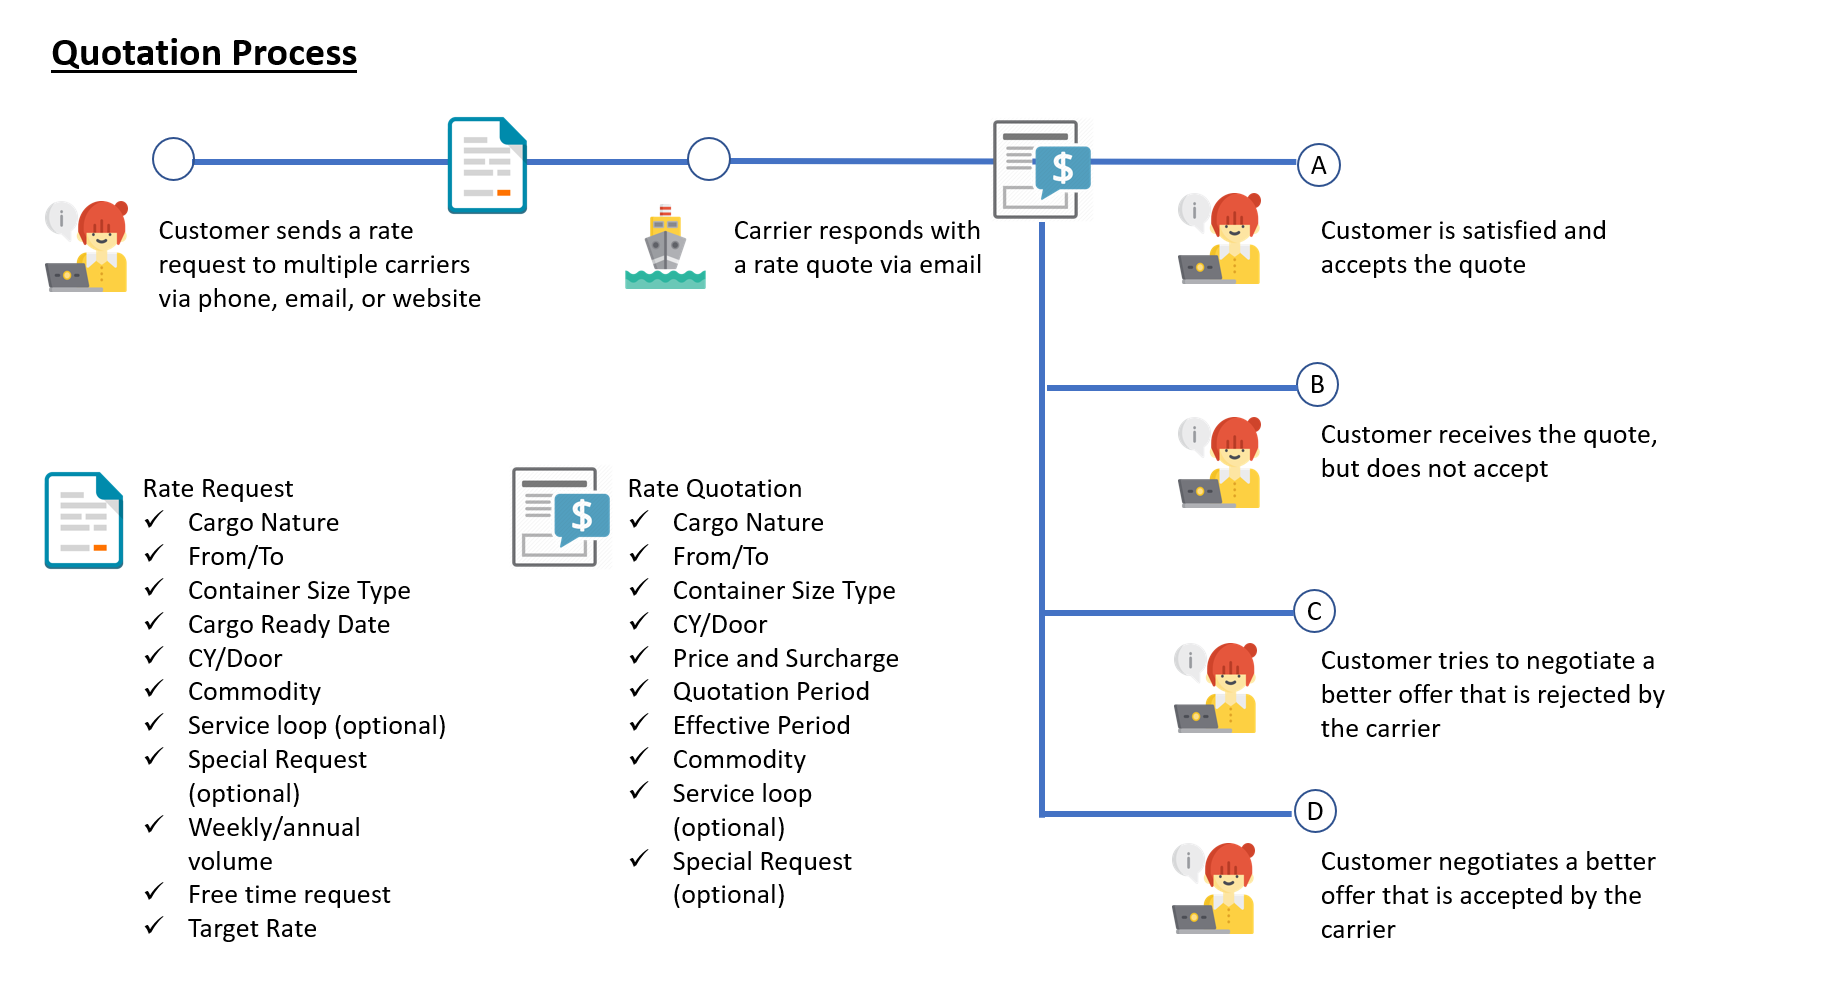 Quotation Process
$
A
i
Customer sends a rate
request to multiple carriers
via phone, email, or website
Carrier responds with
a rate quote via email
i
Customer is satisfied and
accepts the quote
B
i
Customer receives the quote,
but does not accept
Rate Request
✓ Cargo Nature
✓ From/To
✓ Container Size Type
✓ Cargo Ready Date
✓ CY/Door
✓ Commodity
✓ Service loop (optional)
✓ Special Request
(optional)
✓ Weekly/annual
volume
✓ Free time request
✓ Target Rate
$
Rate Quotation
✓ Cargo Nature
✓ From/To
✓ Container Size Type
✓ CY/Door
✓ Price and Surcharge
✓ Quotation Period
✓ Effective Period
✓ Commodity
✓ Service loop
(optional)
✓ Special Request
(optional)
C
i
Customer tries to negotiate a
better offer that is rejected by
the carrier
D
i
Customer negotiates a better
offer that is accepted by the
carrier